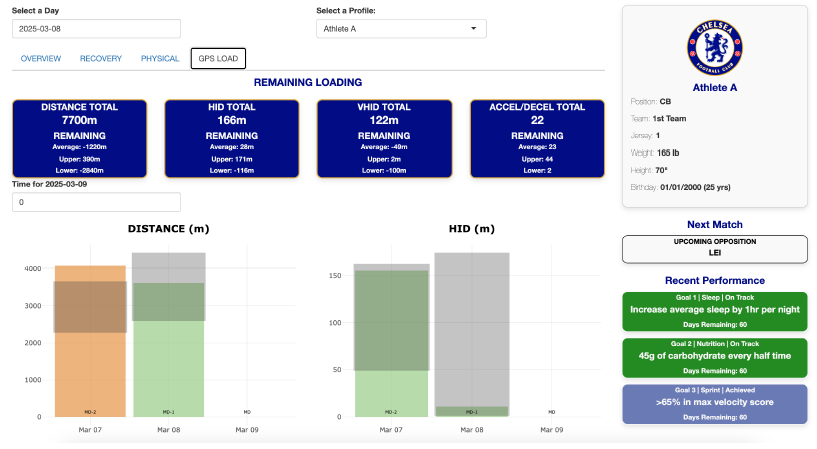 Select a Day
2025-03-08
Select a Profile:
Athlete A
OVERVIEW
RECOVERY
PHYSICAL
GPS LOAD
REMAINING LOADING
DISTANCE TOTAL
7700m
REMAINING
Average: -1220m
Upper: 390m
Lower: -2840m
HID TOTAL
166m
REMAINING
Average: 28m
Upper: 171m
Lower: -116m
VHID TOTAL
122m
REMAINING
Average: -49m
Upper: 2m
Lower: -100m
ACCEL/DECEL TOTAL
22
REMAINING
Average: 23
Upper: 44
Lower: 2
Time for 2025-03-09
0
DISTANCE (m)
4000
3000
2000
1000
0
MD-2
MD-1
MD
Mar 07
Mar 08
Mar 09
HID (m)
150
100
50
0
MD-2
MD-1
MD
Mar 07
Mar 08
Mar 09
CHELSEA
FOOTBALL CLUB
Athlete A
Position: CB
Team: 1st Team
Jersey: 1
Weight: 165 lb
Height: 70"
Birthday: 01/01/2000 (25 yrs)
Next Match
UPCOMING OPPOSITION
LEI
Recent Performance
Goal 1 | Sleep | On Track
Increase average sleep by 1hr per night
Days Remaining: 60
Goal 2 | Nutrition | On Track
45g of carbohydrate every half time
Days Remaining: 60
Goal 3 | Sprint | Achieved
>65% in max velocity score
Days Remaining: 60